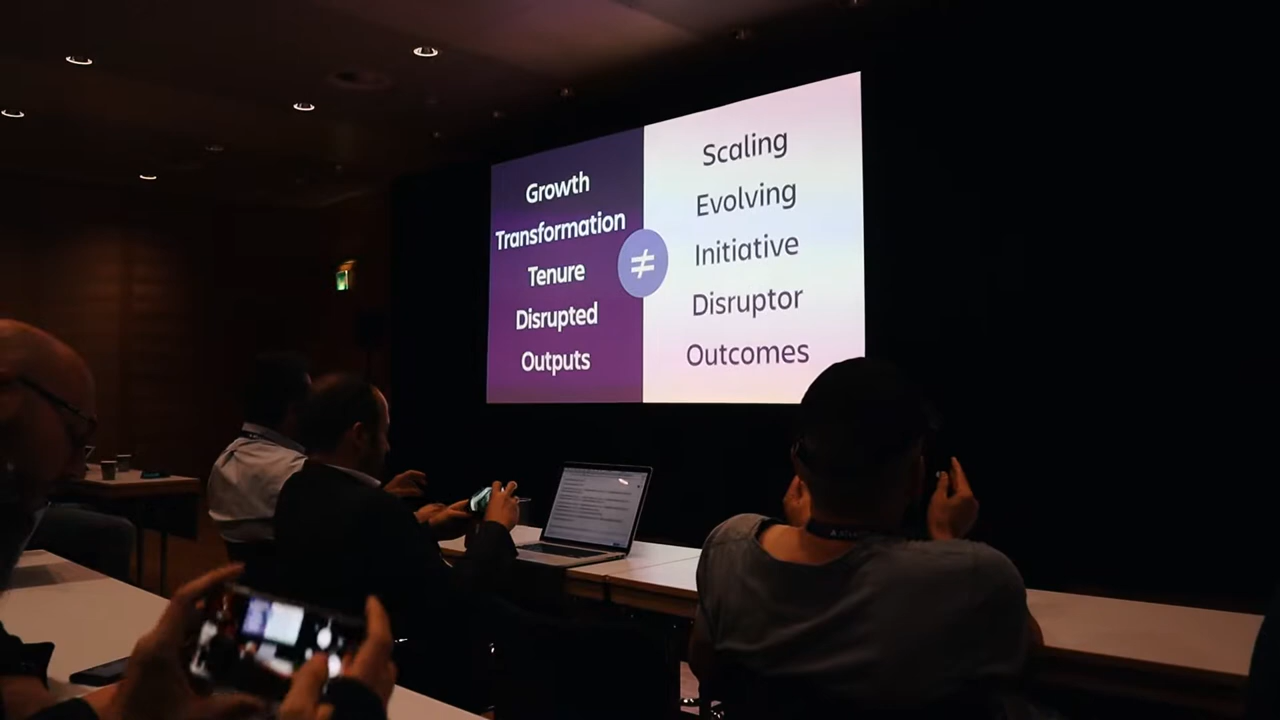 Growth
Transformation
Tenure
Disrupted
Outputs
≠
Scaling
Evolving
Initiative
Disruptor
Outcomes